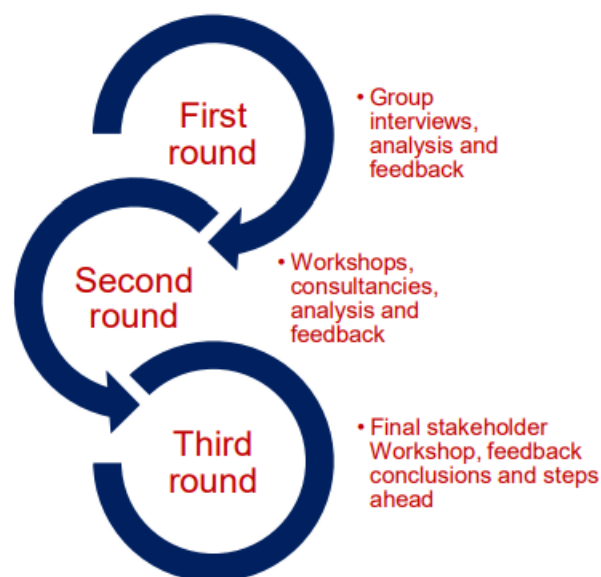 First
round
• Group
interviews,
analysis and
feedback
Second
round
• Workshops,
consultancies,
analysis and
feedback
Third
round
• Final stakeholder
Workshop, feedback
conclusions and steps
ahead